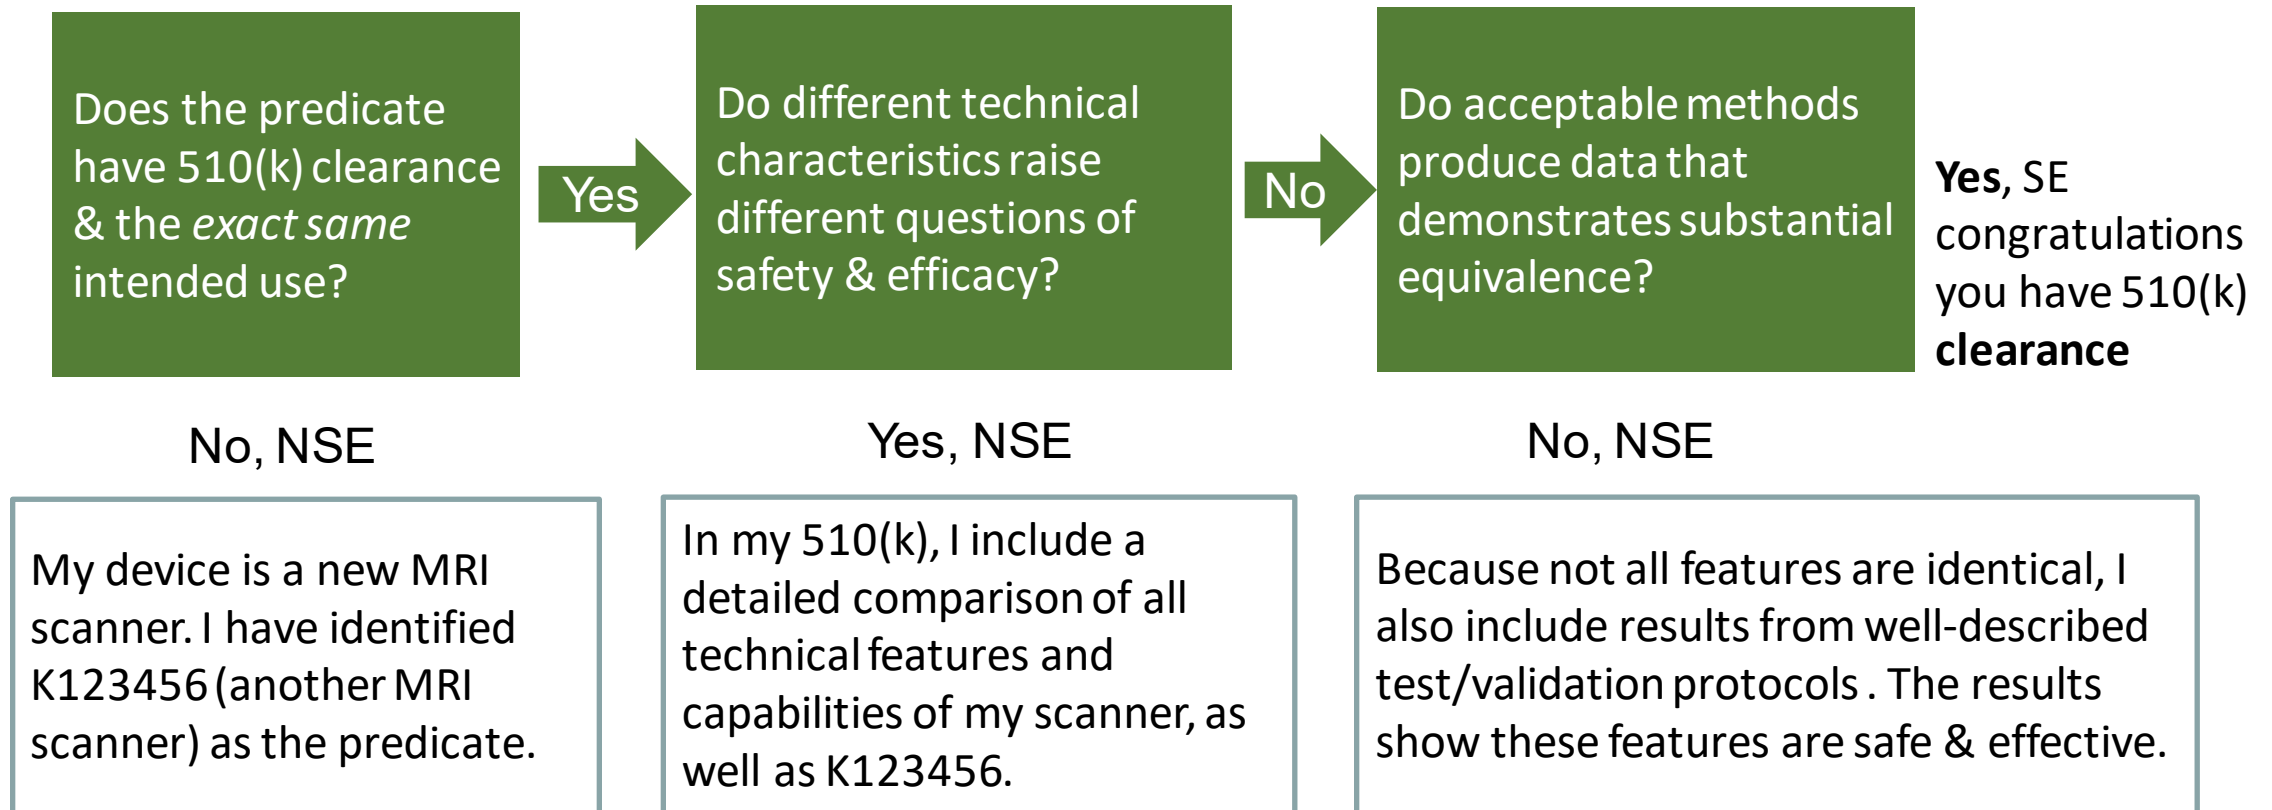 Does the predicate
have 510(k) clearance
& the exact same
intended use?
Yes
Do different technical
characteristics raise
different questions of
safety & efficacy?
No
Do acceptable methods
produce data that
demonstrates substantial
equivalence?
Yes, SE
congratulations
you have 510(k)
clearance
No, NSE
Yes, NSE
No, NSE
My device is a new MRI
scanner. I have identified
K123456 (another MRI
scanner) as the predicate.
In my 510(k), I include a
detailed comparison of all
technical features and
capabilities of my scanner, as
well as K123456.
Because not all features are identical, I
also include results from well-described
test/validation protocols . The results
show these features are safe & effective.